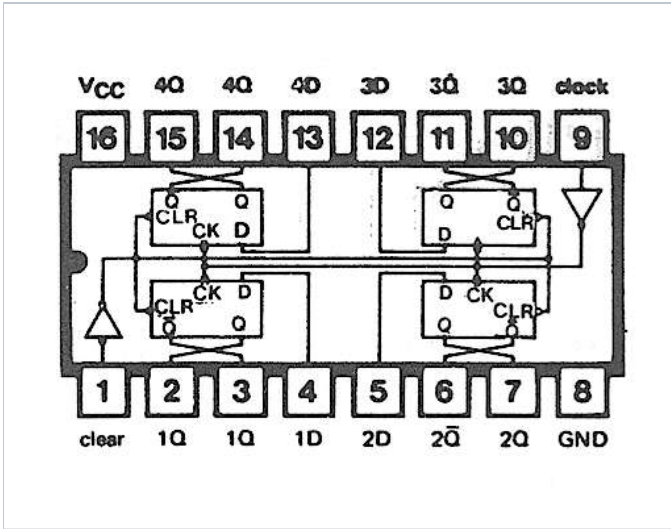 VCC 4Q 4Q 4D 3D 3Q̄ 3Q clock
16 15 14 13 12 11 10 9
Q Q Q Q
CLR CK D D CLR
CLR CK D D CK CLR
Q̄ Q Q Q
1 2 3 4 5 6 7 8
clear 1Q 1Q 1D 2D 2Q̄ 2Q GND